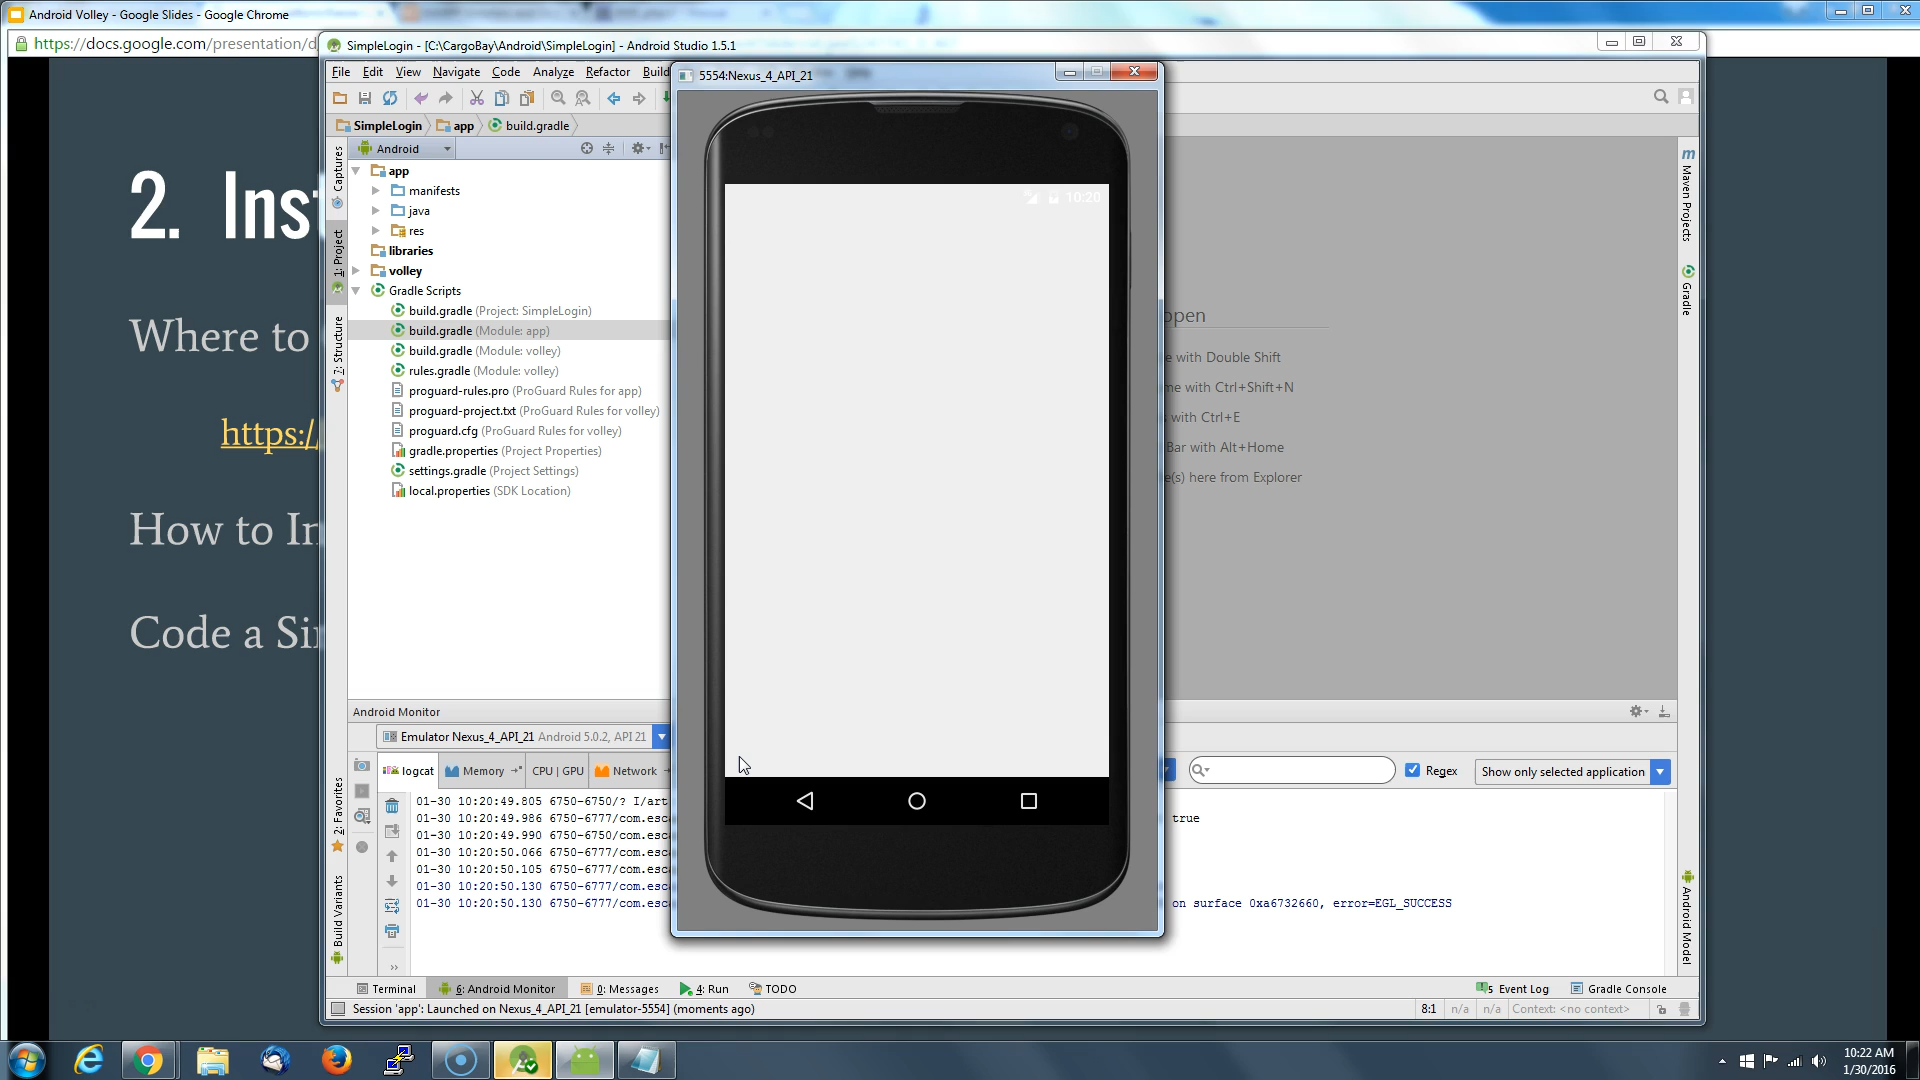 Android Volley - Google Slides - Google Chrome
https://docs.google.com/presentation/d
2. Inst
Where to
https:/
How to In
Code a Si
SimpleLogin - [C:\CargoBay\Android\SimpleLogin] - Android Studio 1.5.1
File Edit View Navigate Code Analyze Refactor Build
SimpleLogin app build.gradle
Android
app
manifests
java
res
libraries
volley
Gradle Scripts
build.gradle (Project: SimpleLogin)
build.gradle (Module: app)
build.gradle (Module: volley)
rules.gradle (Module: volley)
proguard-rules.pro (ProGuard Rules for app)
proguard-project.txt (ProGuard Rules for volley)
proguard.cfg (ProGuard Rules for volley)
gradle.properties (Project Properties)
settings.gradle (Project Settings)
local.properties (SDK Location)
Captures
1: Project
7: Structure
2: Favorites
Build Variants
5554:Nexus_4_API_21
10:20
open
e with Double Shift
me with Ctrl+Shift+N
s with Ctrl+E
Bar with Alt+Home
e(s) here from Explorer
m Maven Projects
Gradle
Android Model
Android Monitor
Emulator Nexus_4_API_21 Android 5.0.2, API 21
logcat Memory CPU | GPU Network
Regex
Show only selected application
01-30 10:20:49.805 6750-6750/? I/art
01-30 10:20:49.986 6750-6777/com.esca true
01-30 10:20:49.990 6750-6750/com.esca
01-30 10:20:50.066 6750-6777/com.esca
01-30 10:20:50.105 6750-6777/com.esca
01-30 10:20:50.130 6750-6777/com.esca
01-30 10:20:50.130 6750-6777/com.esca on surface 0xa6732660, error=EGL_SUCCESS
Terminal 6: Android Monitor 0: Messages 4: Run TODO
5 Event Log Gradle Console
Session 'app': Launched on Nexus_4_API_21 [emulator-5554] (moments ago)
8:1 n/a n/a Context: <no context>
10:22 AM
1/30/2016